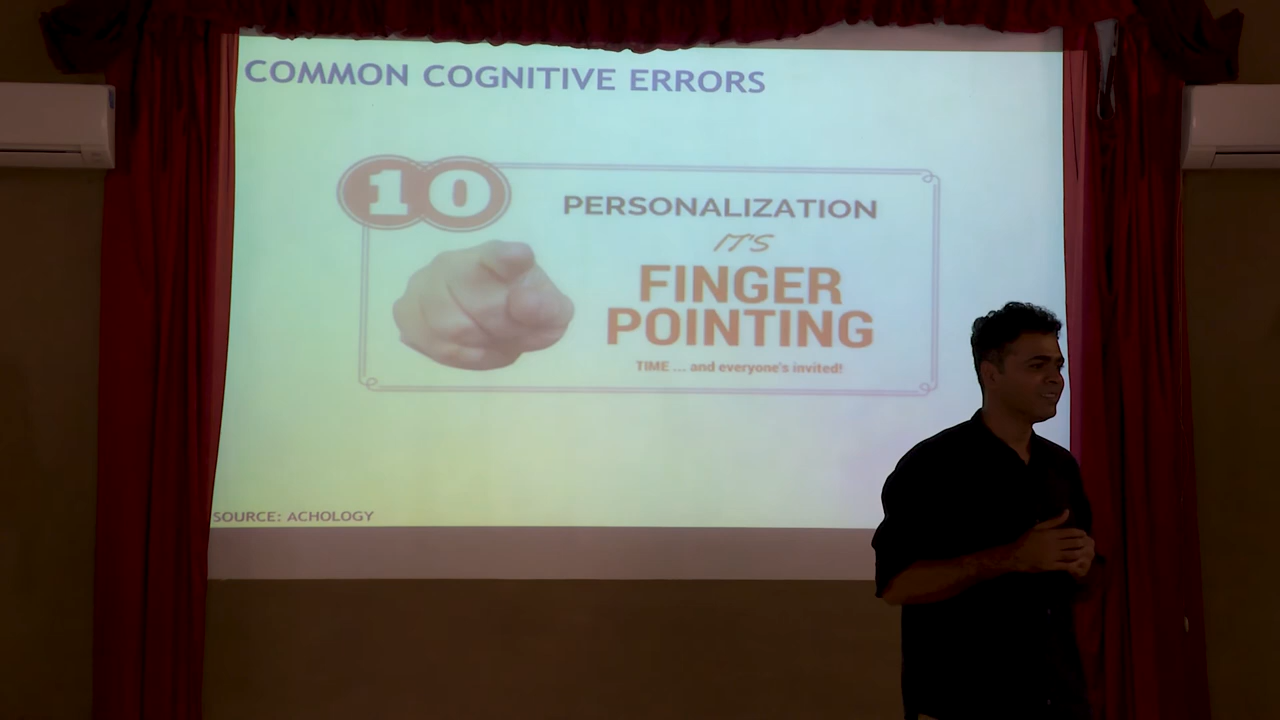 COMMON COGNITIVE ERRORS
10
PERSONALIZATION
IT'S
FINGER
POINTING
TIME ... and everyone's invited!
SOURCE: ACHOLOGY